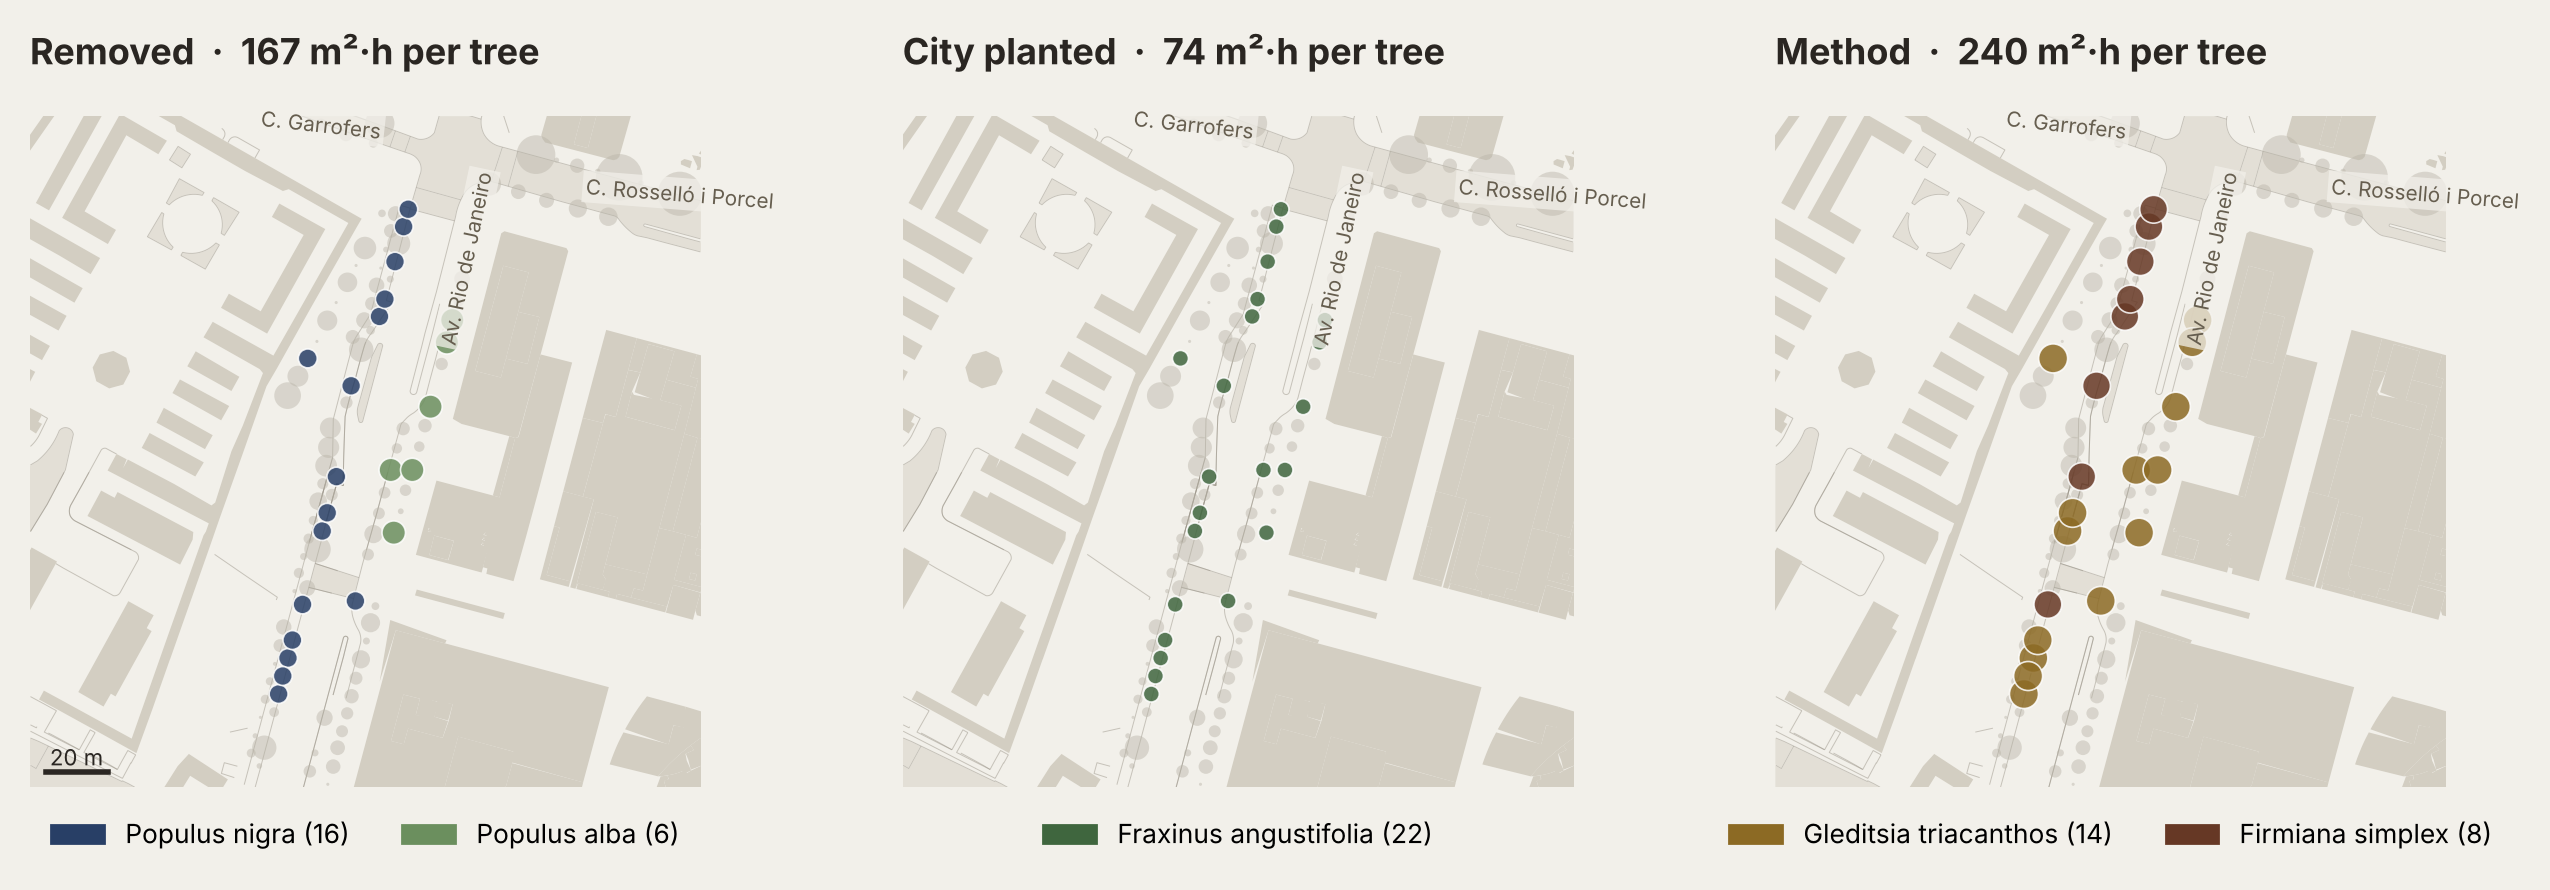 Removed · 167 m²·h per tree
City planted · 74 m²·h per tree
Method · 240 m²·h per tree
C. Garrofers
C. Rosselló i Porcel
Av. Rio de Janeiro
20 m
C. Garrofers
C. Rosselló i Porcel
Av. Rio de Janeiro
C. Garrofers
C. Rosselló i Porcel
Av. Rio de Janeiro
Populus nigra (16)
Populus alba (6)
Fraxinus angustifolia (22)
Gleditsia triacanthos (14)
Firmiana simplex (8)